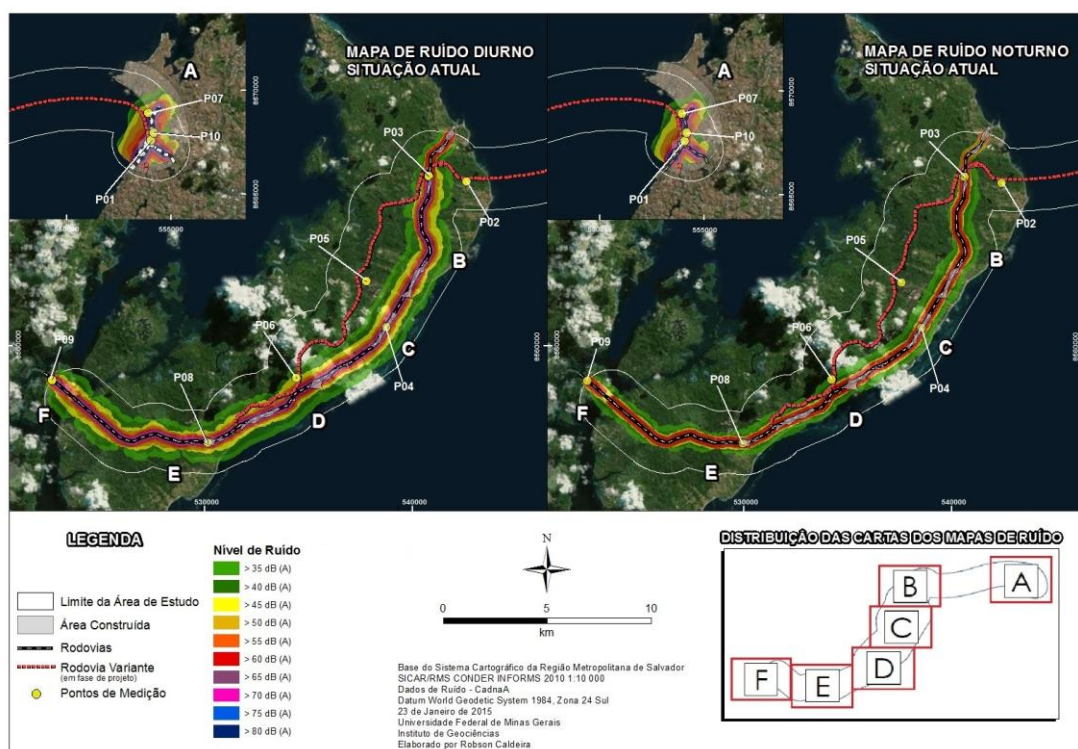 MAPA DE RUÍDO DIURNO
SITUAÇÃO ATUAL
A
P07
P10
P01
P03
P02
P05
B
P06
C
P04
P09
P08
D
F
E
555000
530000
540000
8670000
8665000
8660000
MAPA DE RUÍDO NOTURNO
SITUAÇÃO ATUAL
A
P07
P10
P01
P03
P02
P05
B
P06
C
P04
P09
P08
D
F
E
555000
530000
540000
LEGENDA
Limite da Área de Estudo
Área Construída
Rodovias
Rodovia Variante
(em fase de projeto)
Pontos de Medição
Nível de Ruído
> 35 dB (A)
> 40 dB (A)
> 45 dB (A)
> 50 dB (A)
> 55 dB (A)
> 60 dB (A)
> 65 dB (A)
> 70 dB (A)
> 75 dB (A)
> 80 dB (A)
N
0 5 10
km
Base do Sistema Cartográfico da Região Metropolitana de Salvador
SICAR/RMS CONDER INFORMS 2010 1:10 000
Dados de Ruído - CadnaA
Datum World Geodetic System 1984, Zona 24 Sul
23 de Janeiro de 2015
Universidade Federal de Minas Gerais
Instituto de Geociências
Elaborado por Robson Caldeira
DISTRIBUIÇÃO DAS CARTAS DOS MAPAS DE RUÍDO
B
A
C
D
F
E